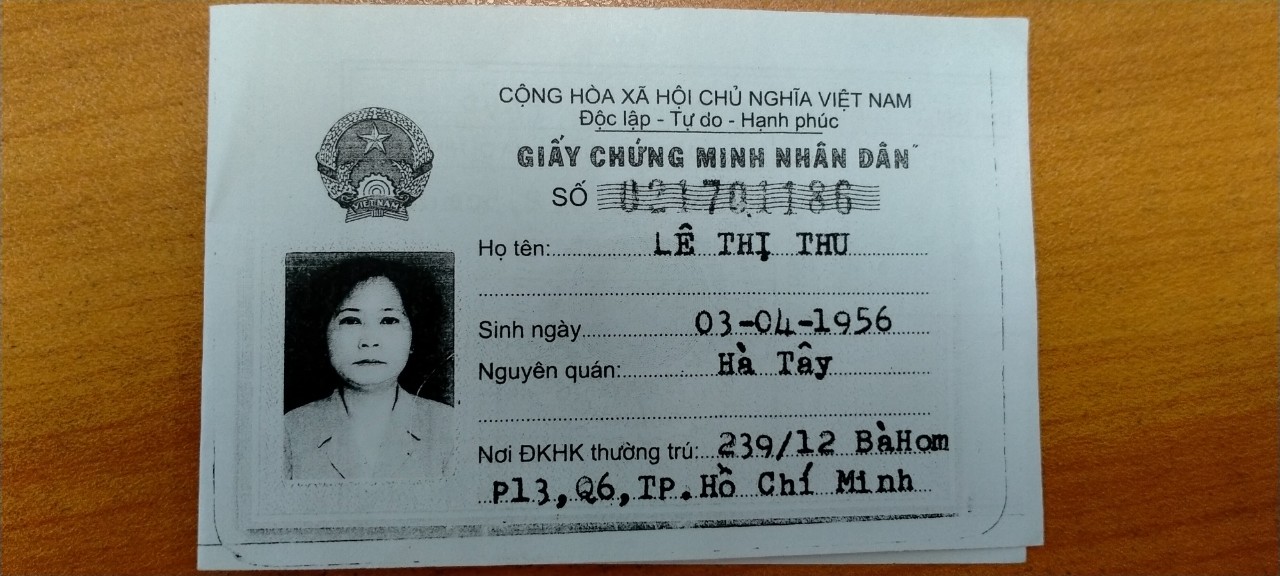 CỘNG HÒA XÃ HỘI CHỦ NGHĨA VIỆT NAM
Độc lập - Tự do - Hạnh phúc
GIẤY CHỨNG MINH NHÂN DÂN
SỐ 021701186
VIỆT NAM
Họ tên: LÊ THỊ THU
Sinh ngày 03-04-1956
Nguyên quán: Hà Tây
Nơi ĐKHK thường trú: 239/12 BàHom
P13,Q6,TP.Hồ Chí Minh